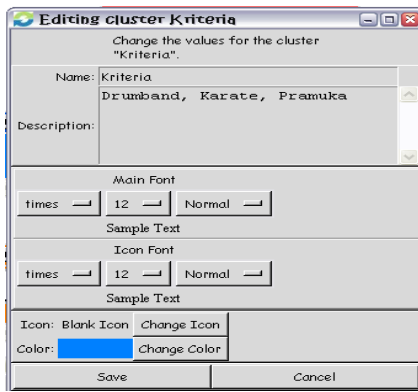 Editing cluster Kriteria
Change the values for the cluster
"Kriteria".
Name: Kriteria
Description: Drumband, Karate, Pramuka
Main Font
times 12 Normal
Sample Text
Icon Font
times 12 Normal
Sample Text
Icon: Blank Icon Change Icon
Color: Change Color
Save Cancel